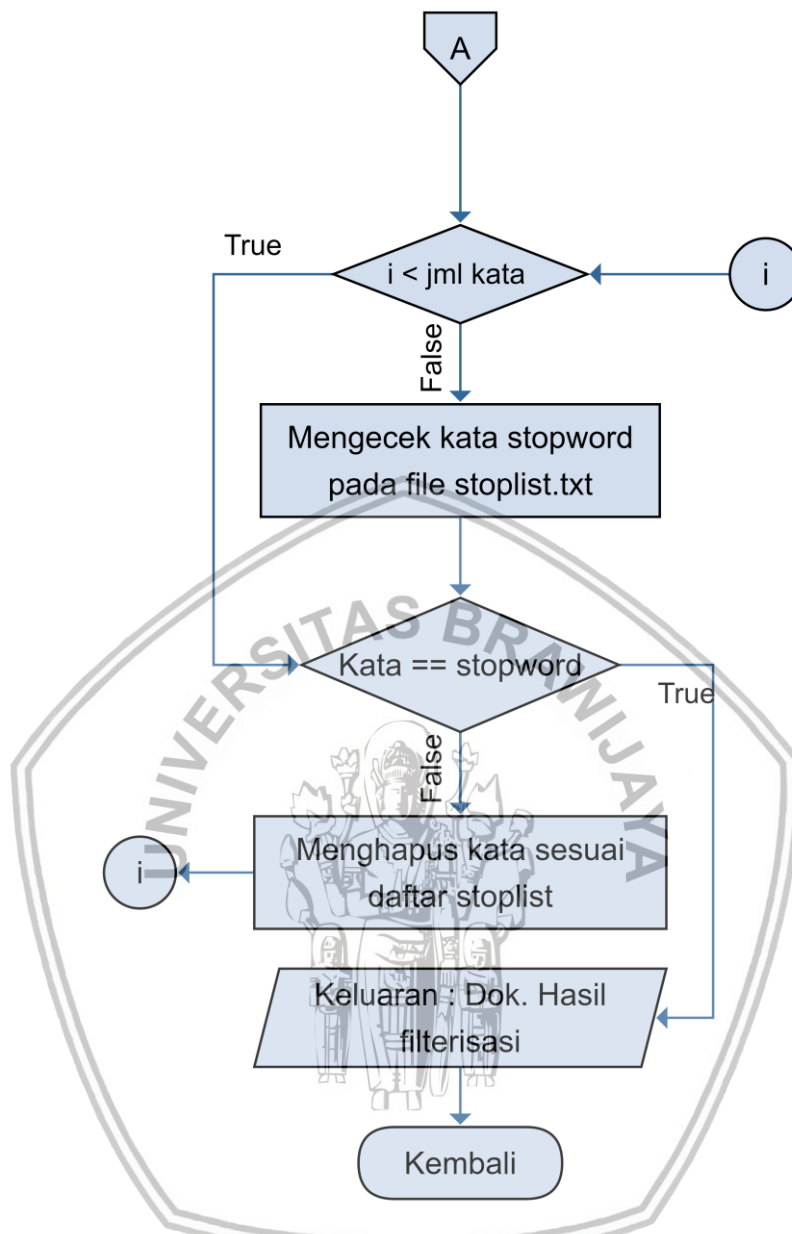 A
True
i < jml kata
i
False
Mengecek kata stopword
pada file stoplist.txt
UNIVERSITAS BRAWIJAYA
Kata == stopword
True
False
Menghapus kata sesuai
daftar stoplist
i
Keluaran : Dok. Hasil
filterisasi
Kembali